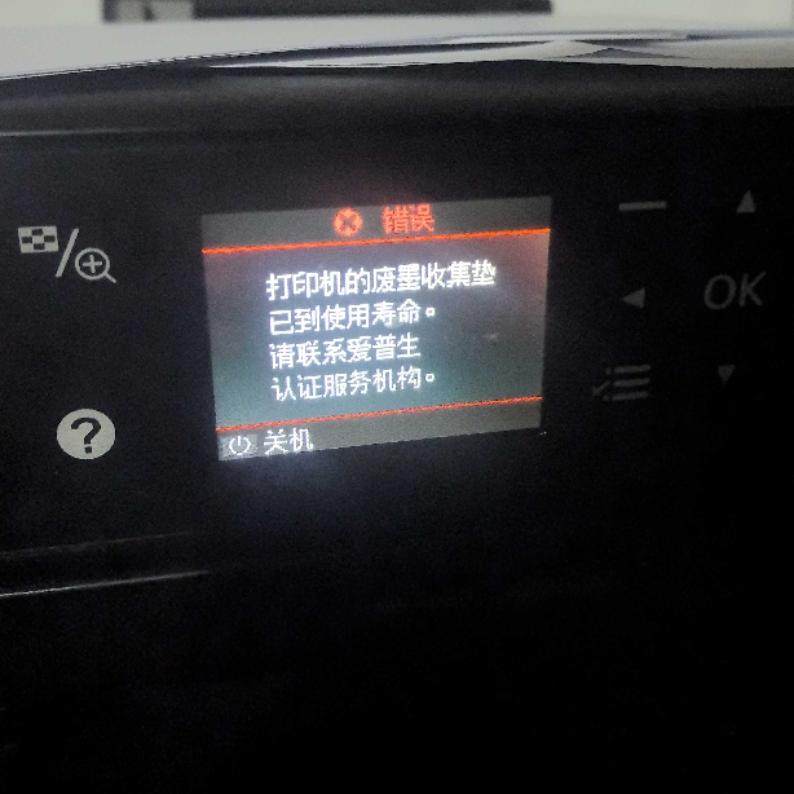 错误
打印机的废墨收集垫
已到使用寿命。
请联系爱普生
认证服务机构。
关机
OK